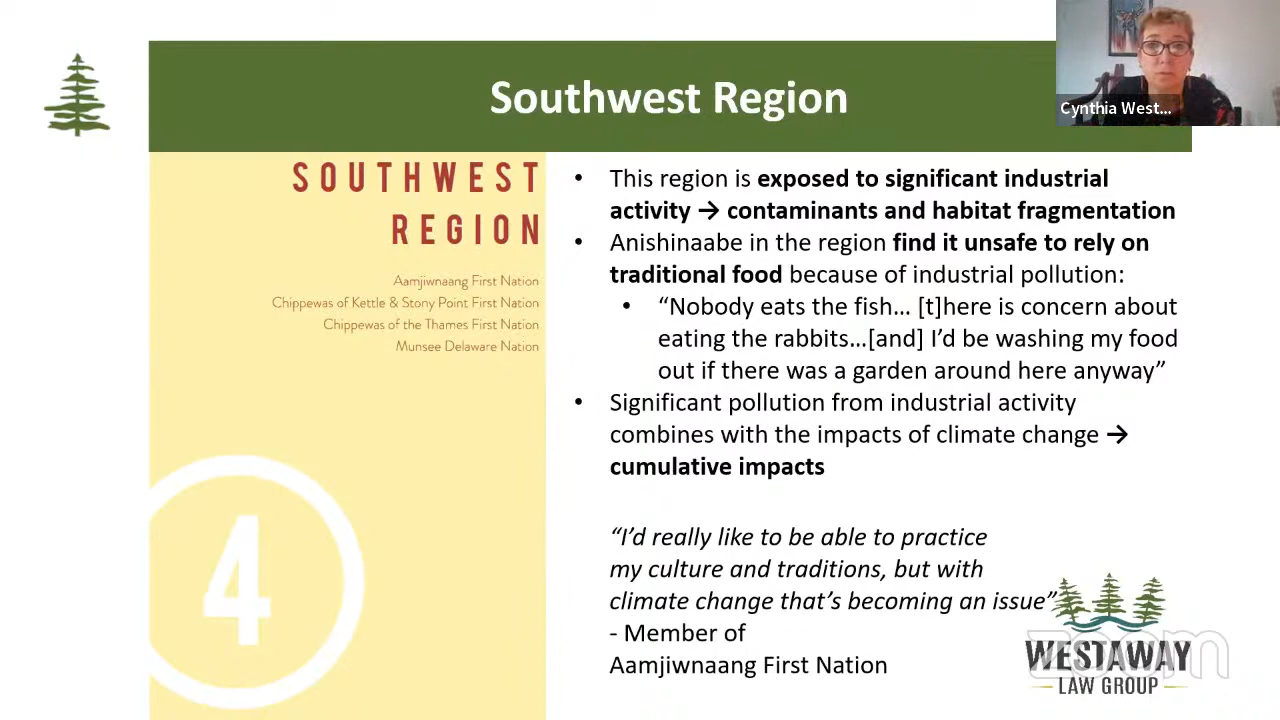 Southwest Region
Cynthia West...
SOUTHWEST
REGION
Aamjiwnaang First Nation
Chippewas of Kettle & Stony Point First Nation
Chippewas of the Thames First Nation
Munsee Delaware Nation
4
• This region is exposed to significant industrial
activity → contaminants and habitat fragmentation
• Anishinaabe in the region find it unsafe to rely on
traditional food because of industrial pollution:
• “Nobody eats the fish… [t]here is concern about
eating the rabbits…[and] I’d be washing my food
out if there was a garden around here anyway”
• Significant pollution from industrial activity
combines with the impacts of climate change →
cumulative impacts
“I’d really like to be able to practice
my culture and traditions, but with
climate change that’s becoming an issue”
- Member of
Aamjiwnaang First Nation
zoom
WESTAWAY
LAW GROUP